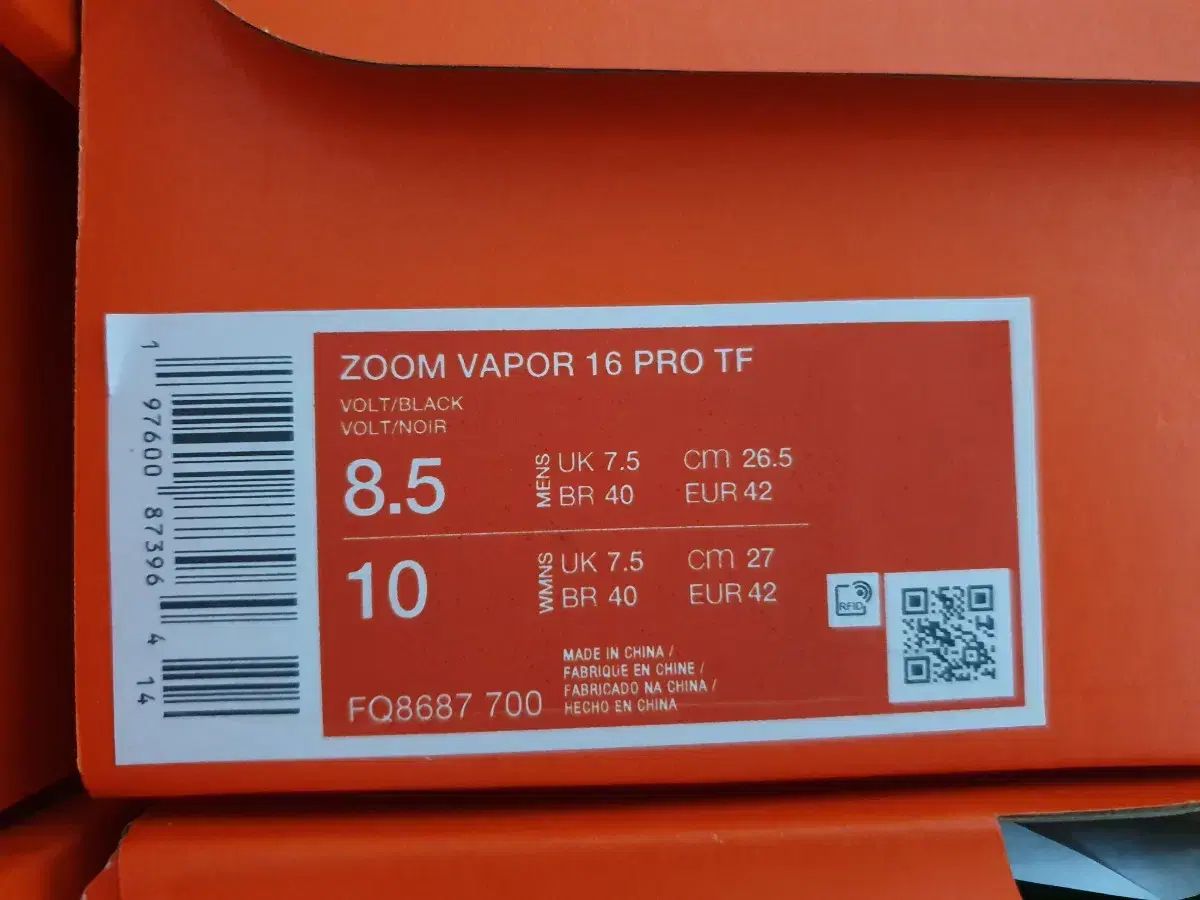 ZOOM VAPOR 16 PRO TF
VOLT/BLACK
VOLT/NOIR
8.5 MENS UK 7.5 cm 26.5
BR 40 EUR 42
10 WMNS UK 7.5 cm 27
BR 40 EUR 42
RFID
MADE IN CHINA /
FABRIQUE EN CHINE /
FABRICADO NA CHINA /
HECHO EN CHINA
FQ8687 700
1 97600 87396 4 14